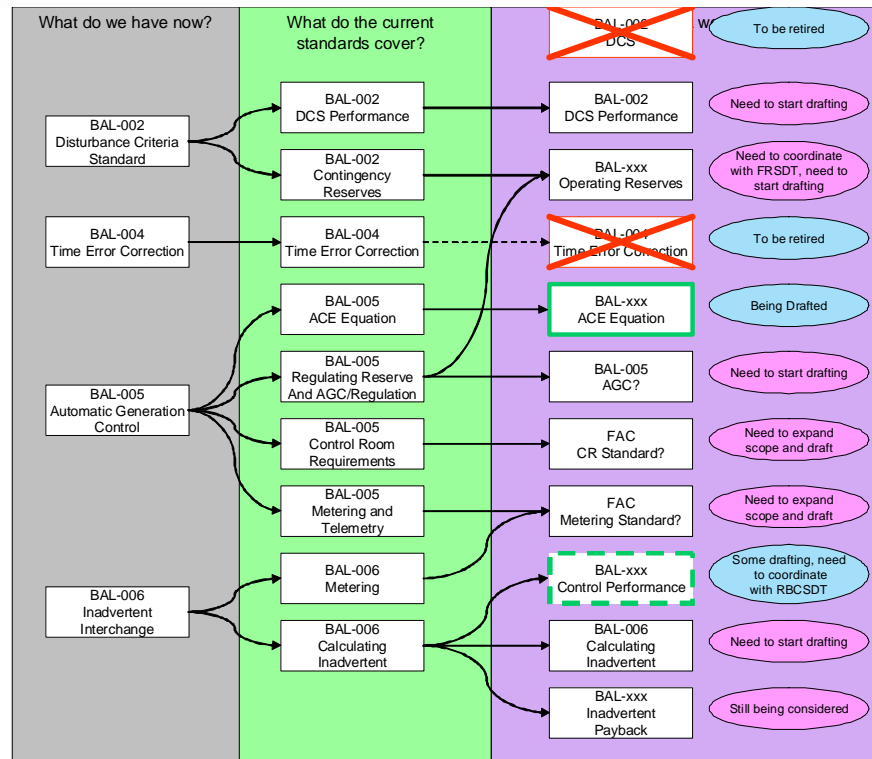 What do we have now?
What do the current
standards cover?
w
DCS
To be retired
BAL-002
Disturbance Criteria
Standard
BAL-002
DCS Performance
BAL-002
DCS Performance
Need to start drafting
BAL-002
Contingency
Reserves
BAL-xxx
Operating Reserves
Need to coordinate
with FRSDT, need to
start drafting
BAL-004
Time Error Correction
BAL-004
Time Error Correction
BAL-004
Time Error Correction
To be retired
BAL-005
Automatic Generation
Control
BAL-005
ACE Equation
BAL-xxx
ACE Equation
Being Drafted
BAL-005
Regulating Reserve
And AGC/Regulation
BAL-005
AGC?
Need to start drafting
BAL-005
Control Room
Requirements
FAC
CR Standard?
Need to expand
scope and draft
BAL-005
Metering and
Telemetry
FAC
Metering Standard?
Need to expand
scope and draft
BAL-006
Inadvertent
Interchange
BAL-006
Metering
BAL-xxx
Control Performance
Some drafting, need
to coordinate
with RBCSDT
BAL-006
Calculating
Inadvertent
BAL-006
Calculating
Inadvertent
Need to start drafting
BAL-xxx
Inadvertent
Payback
Still being considered